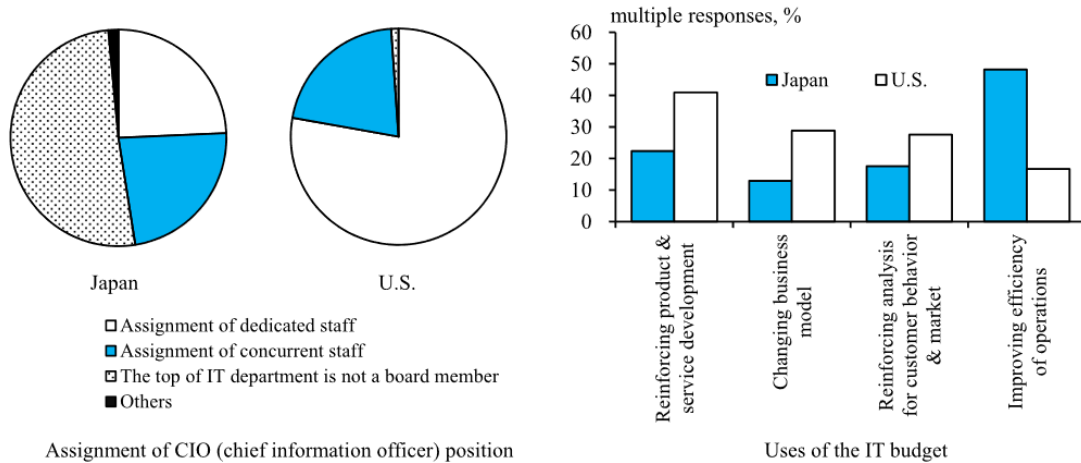 Japan
U.S.
Assignment of dedicated staff
Assignment of concurrent staff
The top of IT department is not a board member
Others
Assignment of CIO (chief information officer) position
multiple responses, %
60
50
40
30
20
10
0
Japan
U.S.
Reinforcing product &
service development
Changing business
model
Reinforcing analysis
for customer behavior
& market
Improving efficiency
of operations
Uses of the IT budget